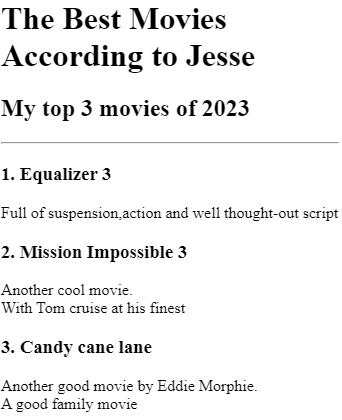 The Best Movies
According to Jesse
My top 3 movies of 2023
1. Equalizer 3
Full of suspension,action and well thought-out script
2. Mission Impossible 3
Another cool movie.
With Tom cruise at his finest
3. Candy cane lane
Another good movie by Eddie Morphie.
A good family movie